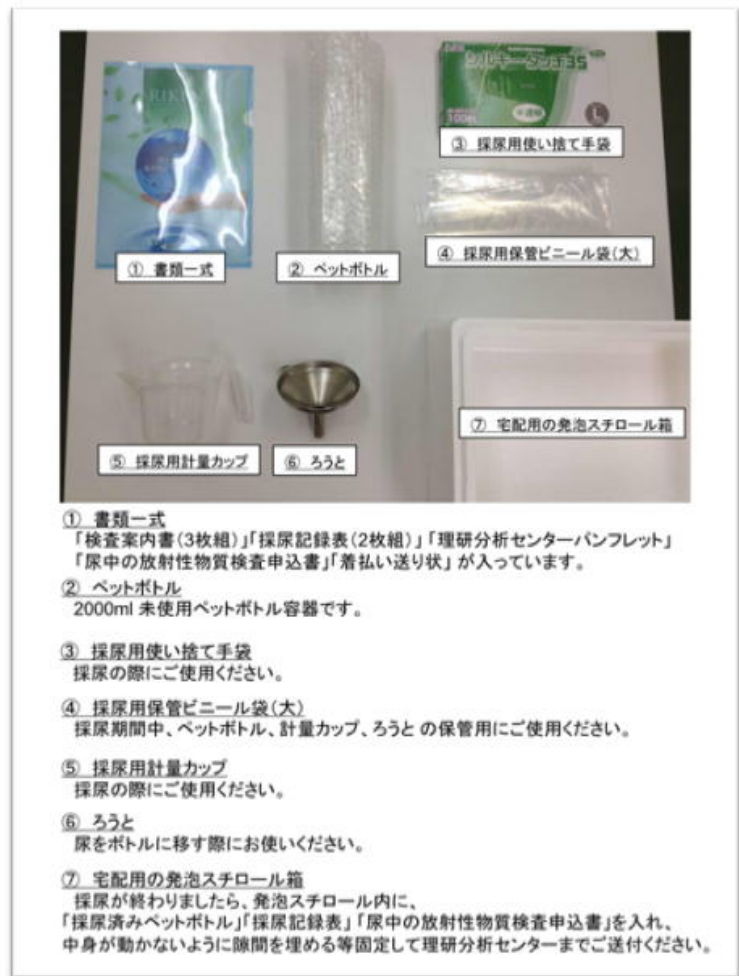 RIKEN
シルキータッチ35
100枚
半透明
L
③ 採尿用使い捨て手袋
① 書類一式
② ペットボトル
④ 採尿用保管ビニール袋(大)
⑤ 採尿用計量カップ
⑥ ろうと
⑦ 宅配用の発泡スチロール箱
① 書類一式
「検査案内書(3枚組)」「採尿記録表(2枚組)」「理研分析センターパンフレット」
「尿中の放射性物質検査申込書」「着払い送り状」が入っています。
② ペットボトル
2000ml 未使用ペットボトル容器です。
③ 採尿用使い捨て手袋
採尿の際にご使用ください。
④ 採尿用保管ビニール袋(大)
採尿期間中、ペットボトル、計量カップ、ろうと の保管用にご使用ください。
⑤ 採尿用計量カップ
採尿の際にご使用ください。
⑥ ろうと
尿をボトルに移す際にお使いください。
⑦ 宅配用の発泡スチロール箱
採尿が終わりましたら、発泡スチロール内に、
「採尿済みペットボトル」「採尿記録表」「尿中の放射性物質検査申込書」を入れ、
中身が動かないように隙間を埋める等固定して理研分析センターまでご送付ください。